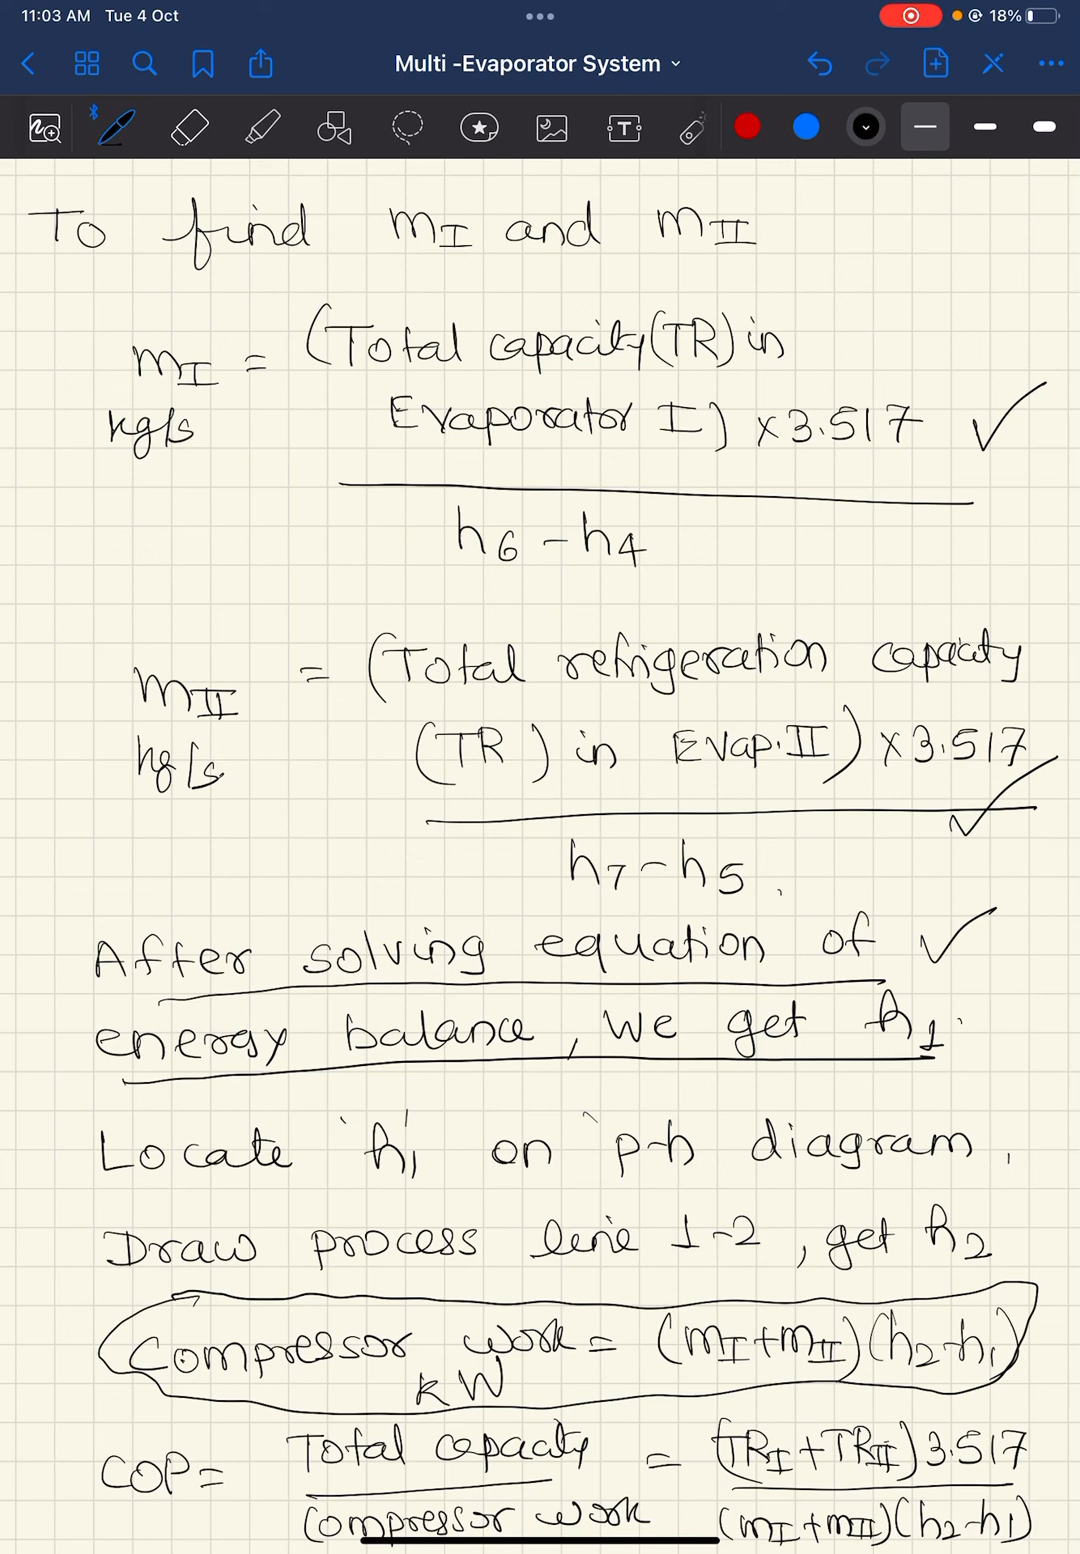 11:03 AM Tue 4 Oct
18%
Multi -Evaporator System
T
To find mI and mII
mI = (Total capacity(TR) in
kg/s Evaporator I) x3.517 ✓
h6 - h4
mII = (Total refrigeration capacity
kg/s (TR) in Evap.II) x3.517
✓
h7 - h5
After solving equation of ✓
energy balance, we get h1.
Locate 'h1' on p-h diagram.
Draw process line 1-2, get h2
Compressor work = (mI+mII)(h2-h1)
kW
COP = Total capacity = (TRI+TRII)3.517
Compressor work (mI+mII)(h2-h1)